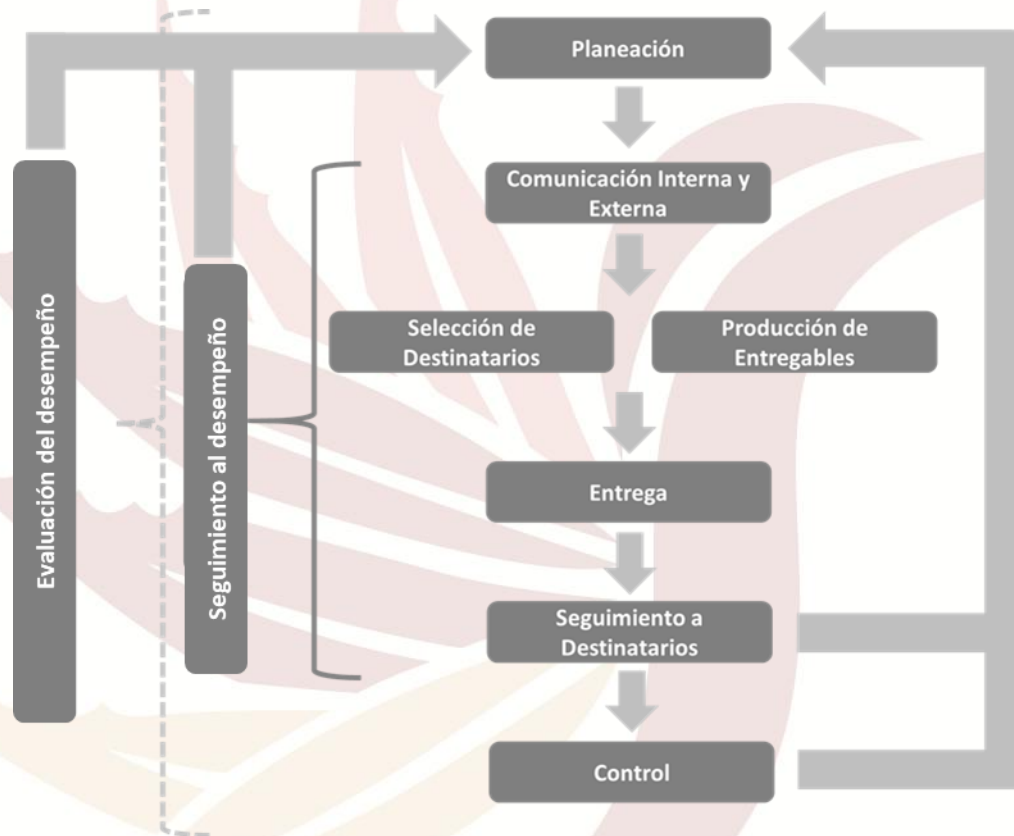 Planeación
Comunicación Interna y
Externa
Selección de
Destinatarios
Producción de
Entregables
Entrega
Seguimiento a
Destinatarios
Control
Evaluación del desempeño
Seguimiento al desempeño